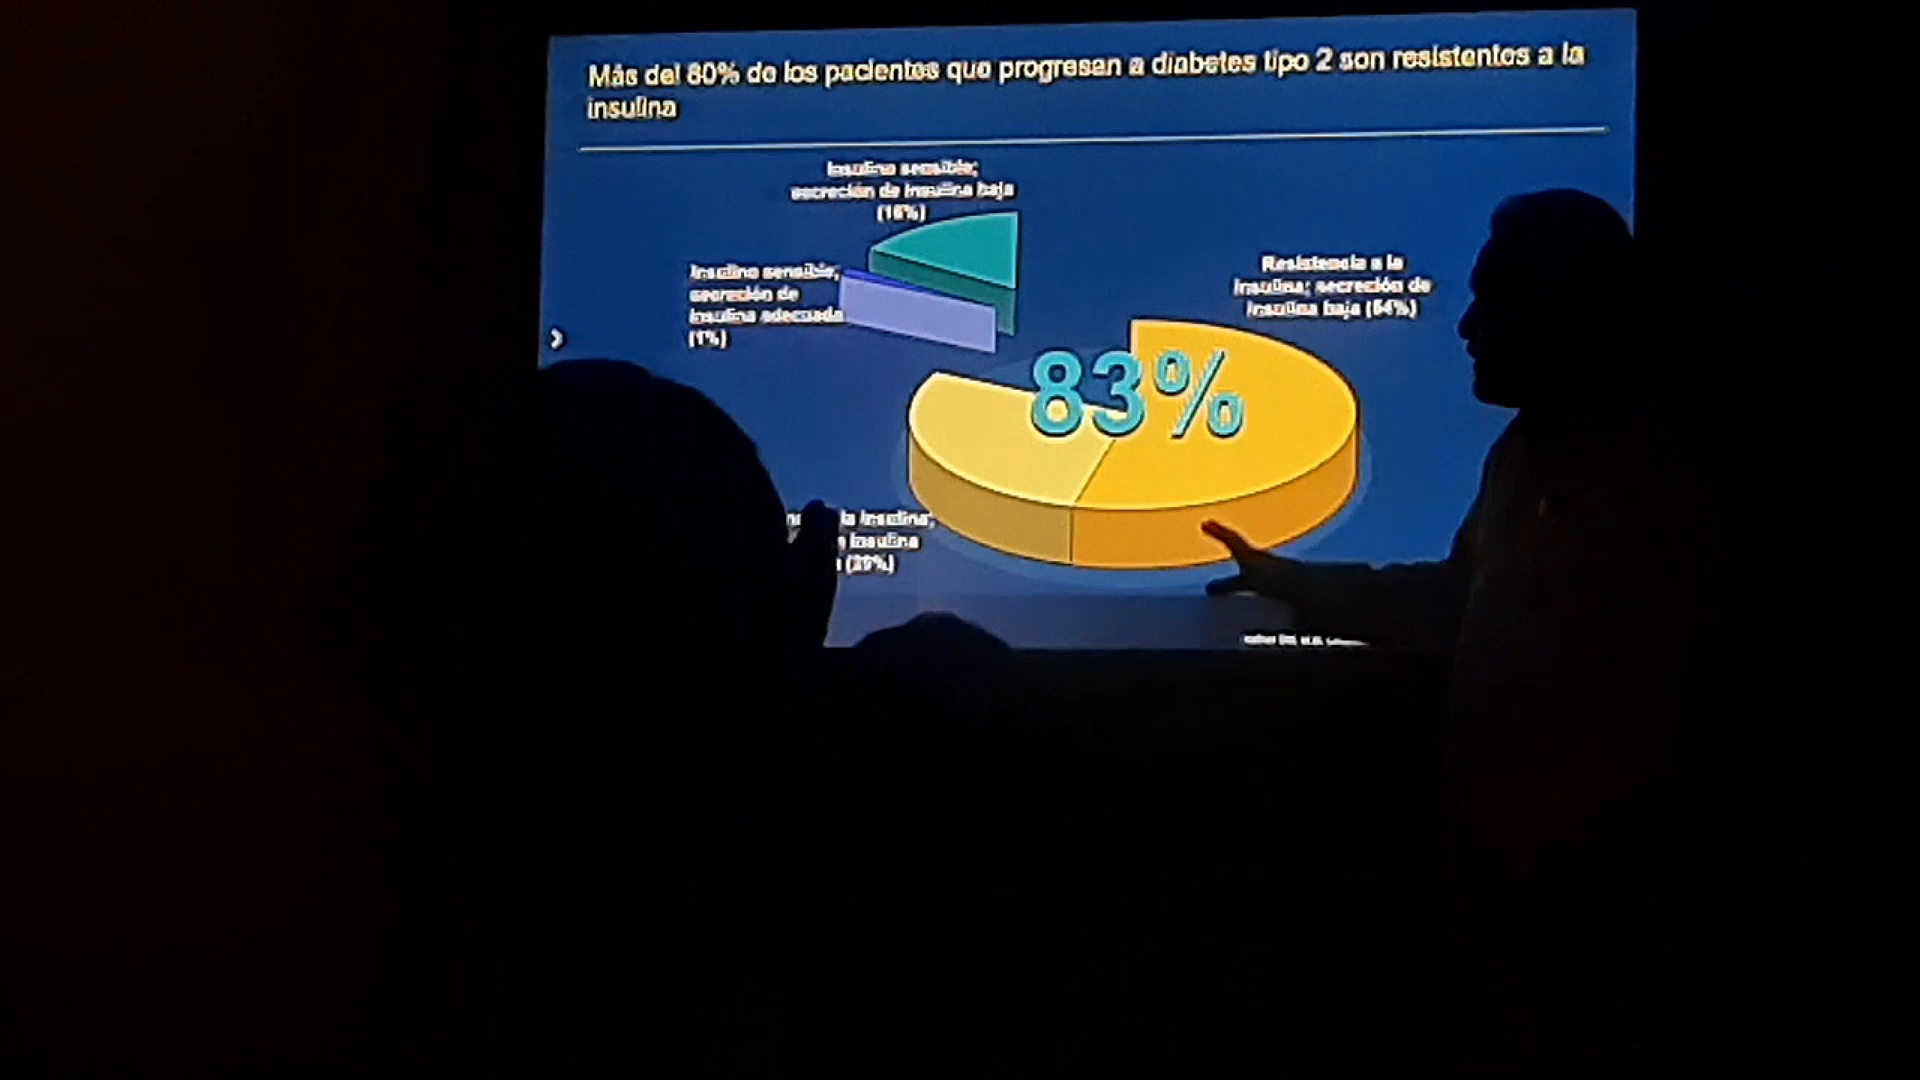 Más del 80% de los pacientes que progresan a diabetes tipo 2 son resistentes a la
insulina
Insulino sensible;
secreción de insulina baja
(16%)
Insulino sensible;
secreción de
insulina adecuada
(1%)
Resistencia a la
insulina; secreción de
insulina baja (54%)
83%
la insulina;
insulina
(29%)